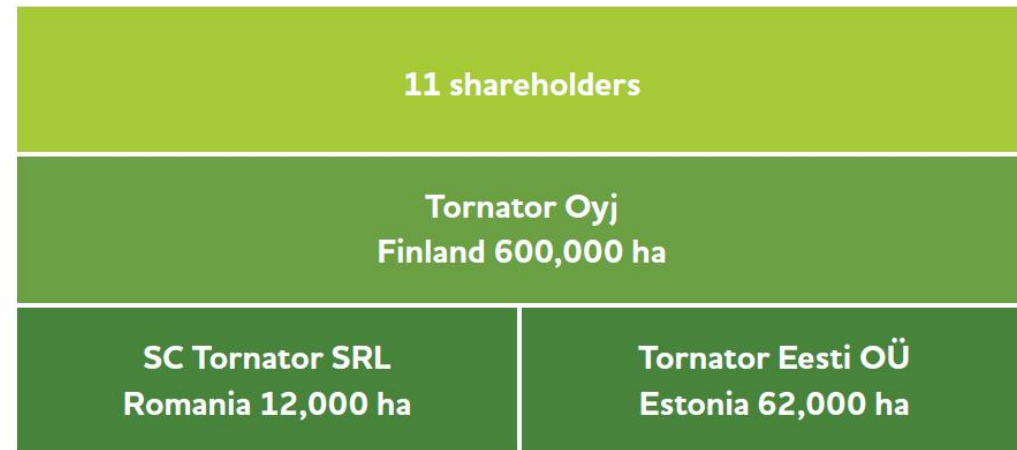 11 shareholders
Tornator Oyj
Finland 600,000 ha
SC Tornator SRL
Romania 12,000 ha
Tornator Eesti OÜ
Estonia 62,000 ha